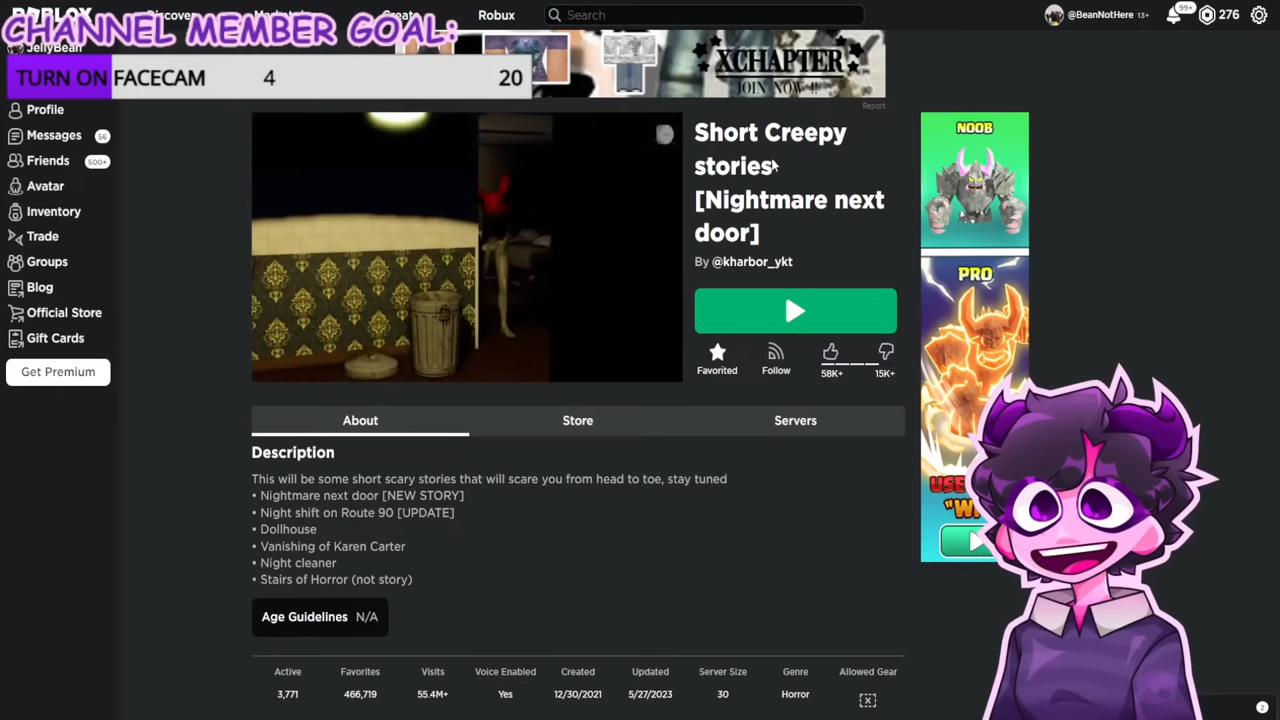 CHANNEL MEMBER GOAL:
TURN ON FACECAM 4 20
Create
Robux
Search
@BeanNotHere 13+
99+
276
JellyBean
XCHAPTER
JOIN NOW !!
Report
Profile
Messages 56
Friends 500+
Avatar
Inventory
Trade
Groups
Blog
Official Store
Gift Cards
Get Premium
Short Creepy
stories
[Nightmare next
door]
By @kharbor_ykt
Favorited
Follow
58K+
15K+
NOOB
PRO
About
Store
Servers
Description
This will be some short scary stories that will scare you from head to toe, stay tuned
• Nightmare next door [NEW STORY]
• Night shift on Route 90 [UPDATE]
• Dollhouse
• Vanishing of Karen Carter
• Night cleaner
• Stairs of Horror (not story)
Age Guidelines N/A
Active Favorites Visits Voice Enabled Created Updated Server Size Genre Allowed Gear
3,771 466,719 55.4M+ Yes 12/30/2021 5/27/2023 30 Horror
2